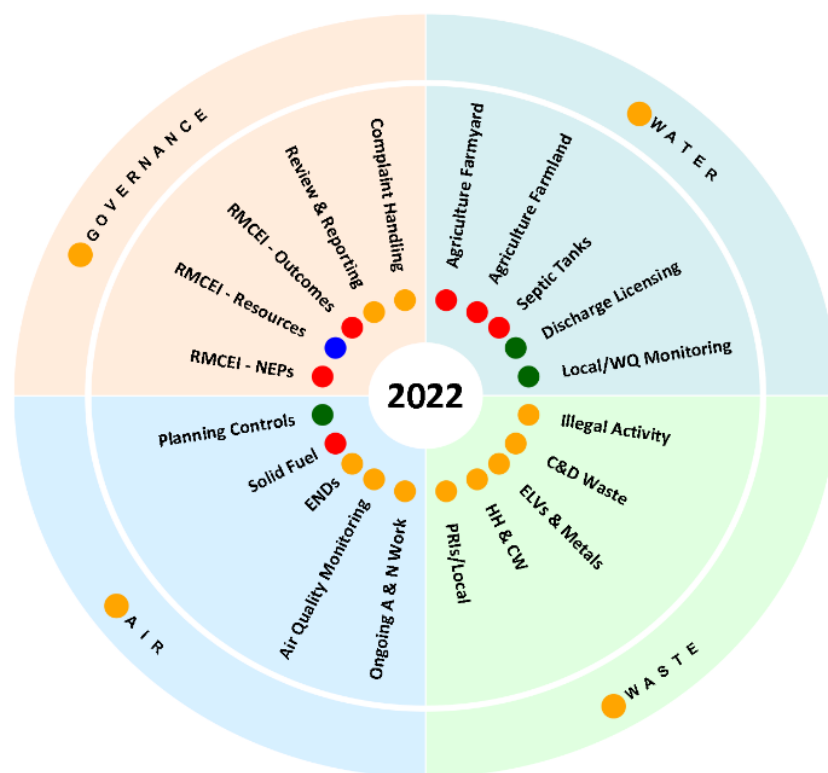 GOVERNANCE
Complaint Handling
Review & Reporting
RMCEI - Outcomes
RMCEI - Resources
RMCEI - NEPs
WATER
Agriculture Farmyard
Agriculture Farmland
Septic Tanks
Discharge Licensing
Local/WQ Monitoring
2022
Planning Controls
Solid Fuel
ENDs
Air Quality Monitoring
Ongoing A & N Work
AIR
Illegal Activity
C&D Waste
ELVs & Metals
HH & CW
PRIs/Local
WASTE